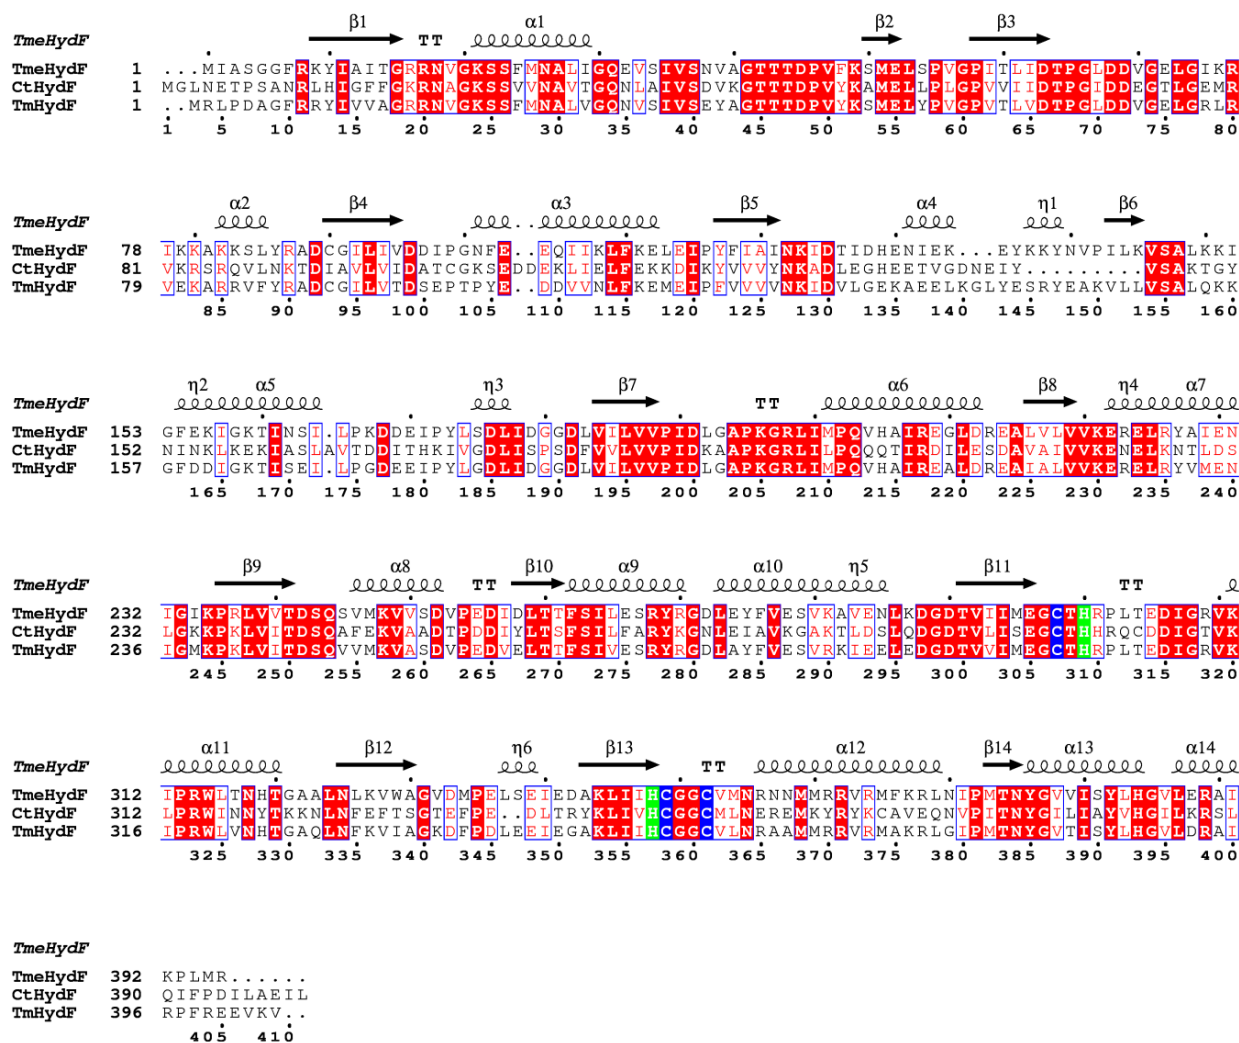 β1 TT α1 β2 β3
TmeHydF
TmeHydF 1 ...MIASGGFRKYIAITGRRNVGKSSFMNALIGQEVSIVSNVAGTTTDPVFKSMELSPVGPITLIDTPGLDDVGELGIKR
CtHydF 1 MGLNETPSANRLHIGFFGKRNAGKSSVVNAVTGQNLAIVSDVKGTTTDPVYKAMELLPLGPVVIIDTPGLDDEGTLGEMR
TmHydF 1 ..MRLPDAGFRRYIVVAGRRNVGKSSFMNALVGQNVSIVSEYAGTTTDPVYKSMELYPVGPVTLVDTPGLDDVGELGRLR
1 5 10 15 20 25 30 35 40 45 50 55 60 65 70 75 80
α2 β4 α3 β5 α4 η1 β6
TmeHydF
TmeHydF 78 IKKAKKSLYRADCGILIVDDIPGNFE..EQIIKLFKELEIPYFIAINKIDTIDHENIEK...EYKKYNVPILKVSALKKI
CtHydF 81 VKRSRQVLNKTDIAVLVIDATCGKSEDDEKLIELFEKKDIKYVVVYNKADLEGHEETVGDNEIY.........VSAKTGY
TmHydF 79 VEKARRVFYRADCGILVTDSEPTPYE..DDVVNLFKEMEIPFVVVVNKIDVLGEKAEELKGLYESRYEAKVLLVSALQKK
85 90 95 100 105 110 115 120 125 130 135 140 145 150 155 160
η2 α5 η3 β7 TT α6 β8 η4 α7
TmeHydF
TmeHydF 153 GFEKIGKTINSI.LPKDDEIPYLSDLIDGGDLVILVVPIDLGAPKGRLIMPQVHAIREGLDREALVLVVKERELRYAIEN
CtHydF 152 NINKLKEKIASLAVTDDDITHKIVGDLISPSDFVVLVVPIDKAAPKGRLILPQQQTIRDILESDAVAIVVKENELKNTLDS
TmHydF 157 GFDDIGKTISEI.LPGDEEIPYLGDLIDGSDLVILVVPIDLGAPKGRLIMPQVHAIREALDREAIALVVKERELRYVMEN
165 170 175 180 185 190 195 200 205 210 215 220 225 230 235 240
β9 α8 TT β10 α9 α10 η5 β11 TT
TmeHydF
TmeHydF 232 IGIKPRLVVTDSQSVMKVVSDVPEDIDLTTFSILESRYRGDLEYFVESVKAVENLKDGDTVIIMEGCTHRPLTEDIGRVK
CtHydF 232 LGKKPKLVITDSQAFEKVAADTPDDIYLTSFSILFARYKGNLEIAVKGAKTLDSLQDGDTVLISEGCTHHRQCDDIGTVK
TmHydF 236 IGMKPKLVITDSQVVMKVASDVPEDVELTTFSIVESRYRGDLAYFVESVRKIEELEDGDTVVIMEGCTHRPLTEDIGRVK
245 250 255 260 265 270 275 280 285 290 295 300 305 310 315 320
α11 β12 η6 β13 TT α12 β14 α13 α14
TmeHydF
TmeHydF 312 IPRWLTNHTGAALNLKVWAGVDMPELSEIEDAKLIIHCGGCVMNRNNMMRRVRMFKRLNIPMTNYGVVISYLHGVLERAI
CtHydF 312 LPRWINNYTKKNLNFEFTSGTEFPE..DLTRYKLIVHCGGCMLNEREMKYRYKCAVEQNVPITNYGILIAYVHGILKRSL
TmHydF 316 IPRWLVNHTGAQLNFKVIAGKDFPDLEEIEGAKLIIHCGGCVLNRAAMMRRVRMAKRLGIPMTNYGVTISYLHGVLDRAI
325 330 335 340 345 350 355 360 365 370 375 380 385 390 395 400
TmeHydF
TmeHydF 392 KPLMR......
CtHydF 390 QIFPDILAEIL
TmHydF 396 RPFREEVKV..
405 410